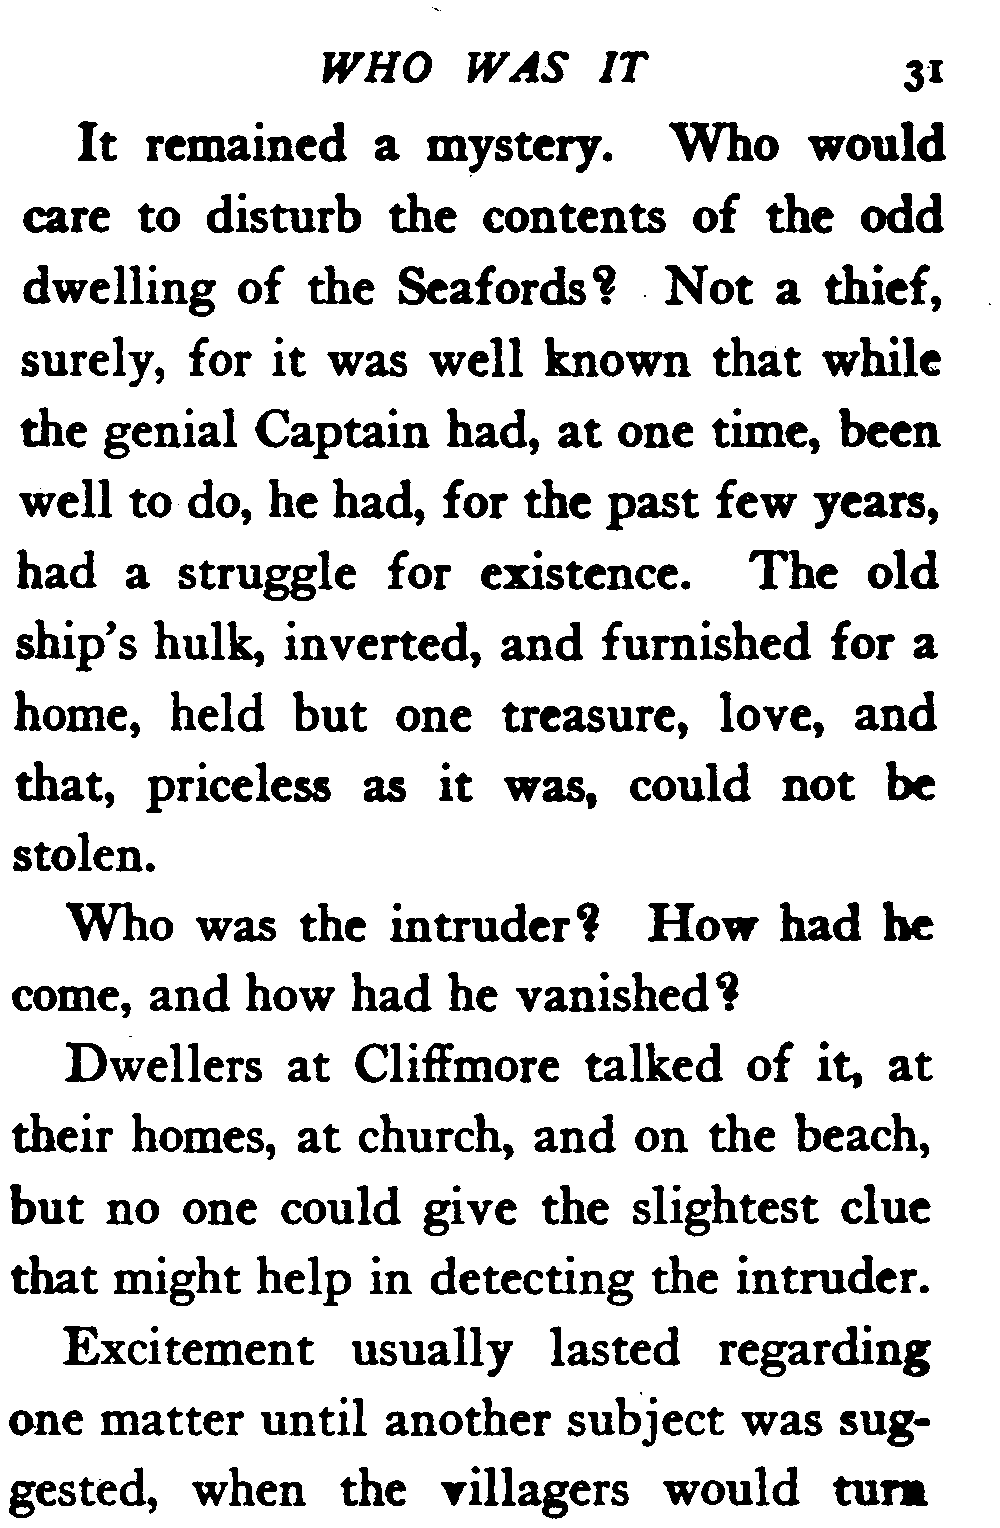 WHO WAS IT 31
It remained a mystery. Who would
care to disturb the contents of the odd
dwelling of the Seafords? Not a thief,
surely, for it was well known that while
the genial Captain had, at one time, been
well to do, he had, for the past few years,
had a struggle for existence. The old
ship's hulk, inverted, and furnished for a
home, held but one treasure, love, and
that, priceless as it was, could not be
stolen.
Who was the intruder? How had he
come, and how had he vanished?
Dwellers at Cliffmore talked of it, at
their homes, at church, and on the beach,
but no one could give the slightest clue
that might help in detecting the intruder.
Excitement usually lasted regarding
one matter until another subject was sug-
gested, when the villagers would turn